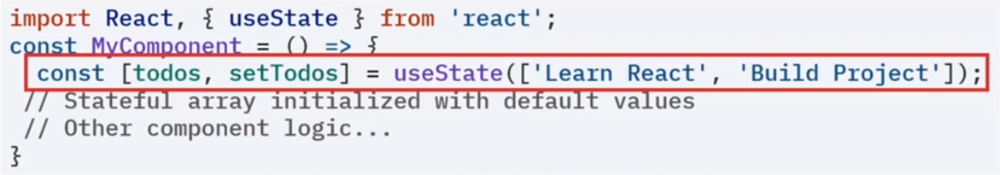 import React, { useState } from 'react';
const MyComponent = () => {
const [todos, setTodos] = useState(['Learn React', 'Build Project']);
// Stateful array initialized with default values
// Other component logic...
}